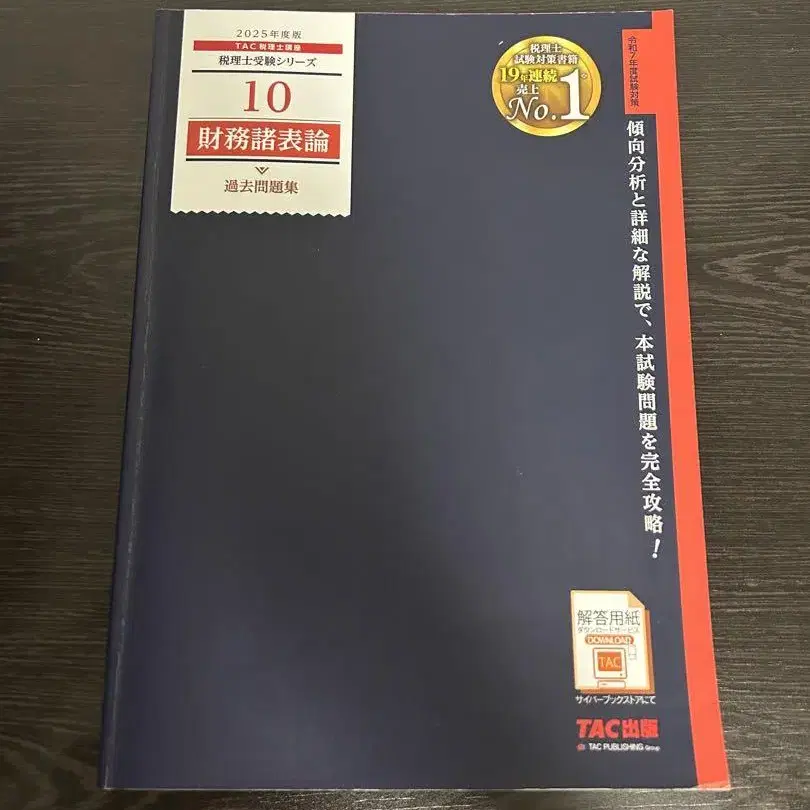 2025年度版
TAC税理士講座
税理士受験シリーズ
10
財務諸表論
過去問題集
税理士
試験対策書籍
19年連続
売上
No.1
令和7年度試験対策
傾向分析と詳細な解説で、本試験問題を完全攻略!
解答用紙
ダウンロードサービス
DOWNLOAD
TAC
サイバーブックストアにて
TAC出版
TAC PUBLISHING Group